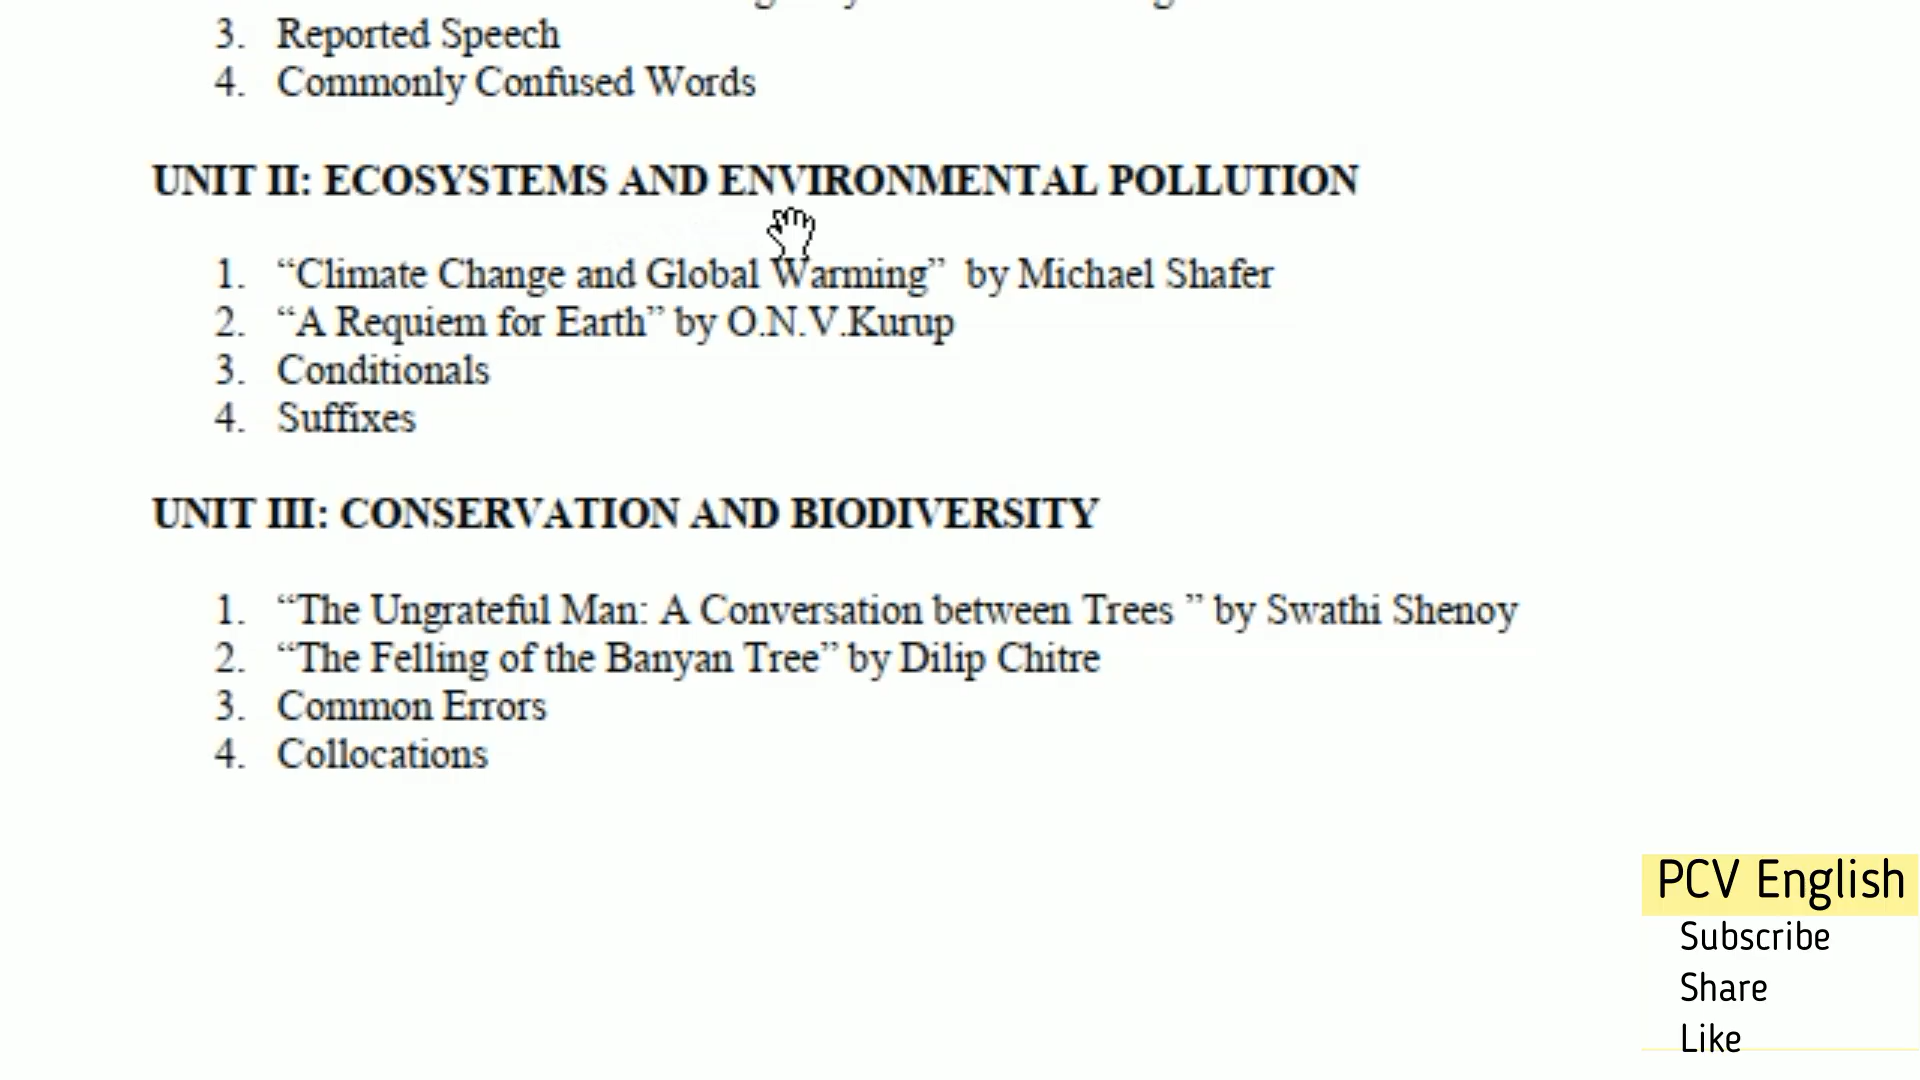 3. Reported Speech
4. Commonly Confused Words
UNIT II: ECOSYSTEMS AND ENVIRONMENTAL POLLUTION
1. “Climate Change and Global Warming” by Michael Shafer
2. “A Requiem for Earth” by O.N.V.Kurup
3. Conditionals
4. Suffixes
UNIT III: CONSERVATION AND BIODIVERSITY
1. “The Ungrateful Man: A Conversation between Trees ” by Swathi Shenoy
2. “The Felling of the Banyan Tree” by Dilip Chitre
3. Common Errors
4. Collocations
PCV English
Subscribe
Share
Like